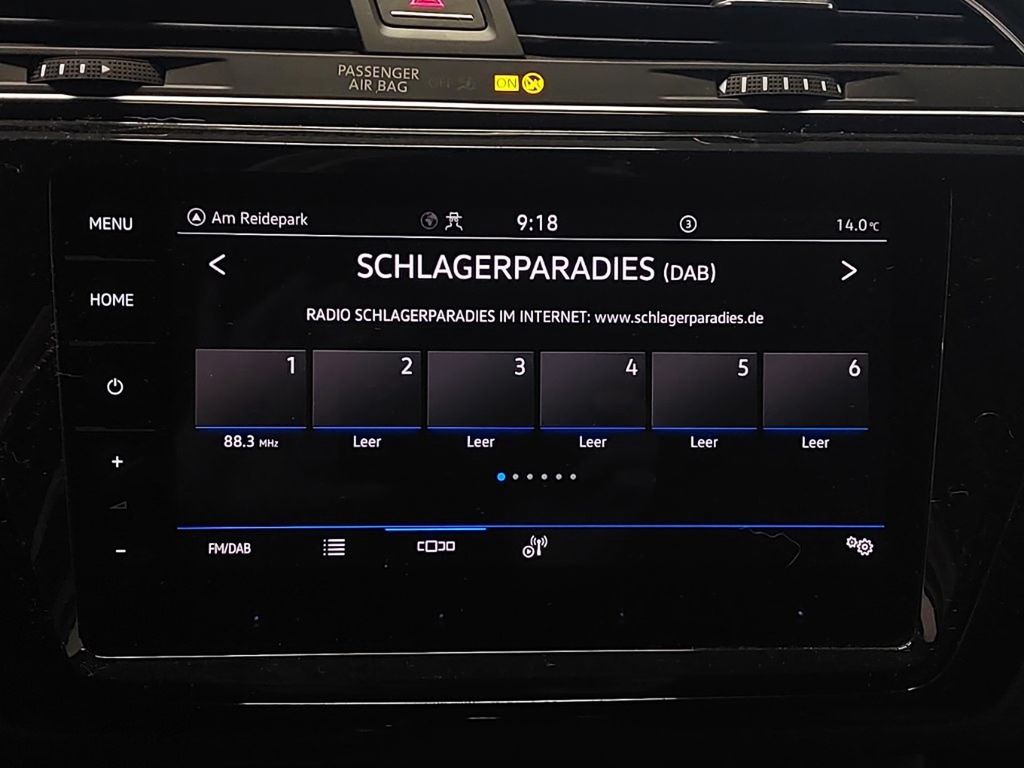 PASSENGER
AIR BAG OFF ON
MENU
HOME
Am Reidepark 9:18 3 14.0°C
< SCHLAGERPARADIES (DAB) >
RADIO SCHLAGERPARADIES IM INTERNET: www.schlagerparadies.de
1 2 3 4 5 6
88.3 MHz Leer Leer Leer Leer Leer
+
−
FM/DAB